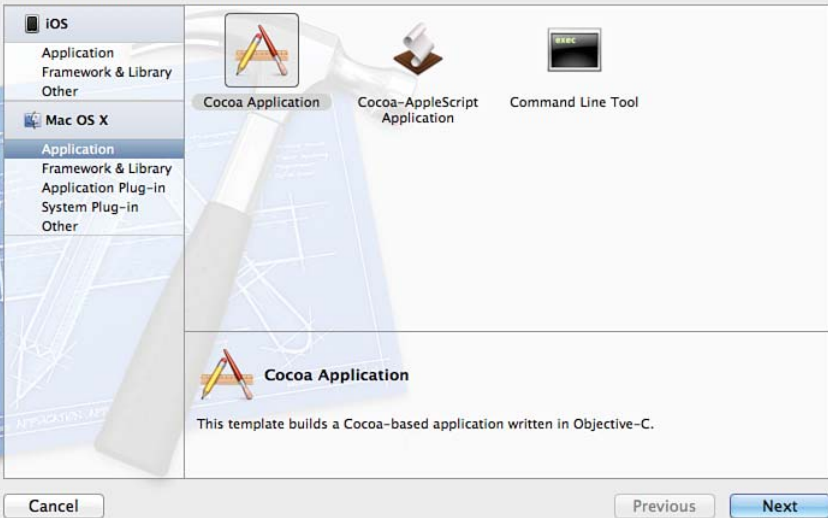 iOS
Application
Framework & Library
Other
Mac OS X
Application
Framework & Library
Application Plug-in
System Plug-in
Other
Cocoa Application
Cocoa-AppleScript
Application
exec
Command Line Tool
Cocoa Application
This template builds a Cocoa-based application written in Objective-C.
Cancel
Previous
Next